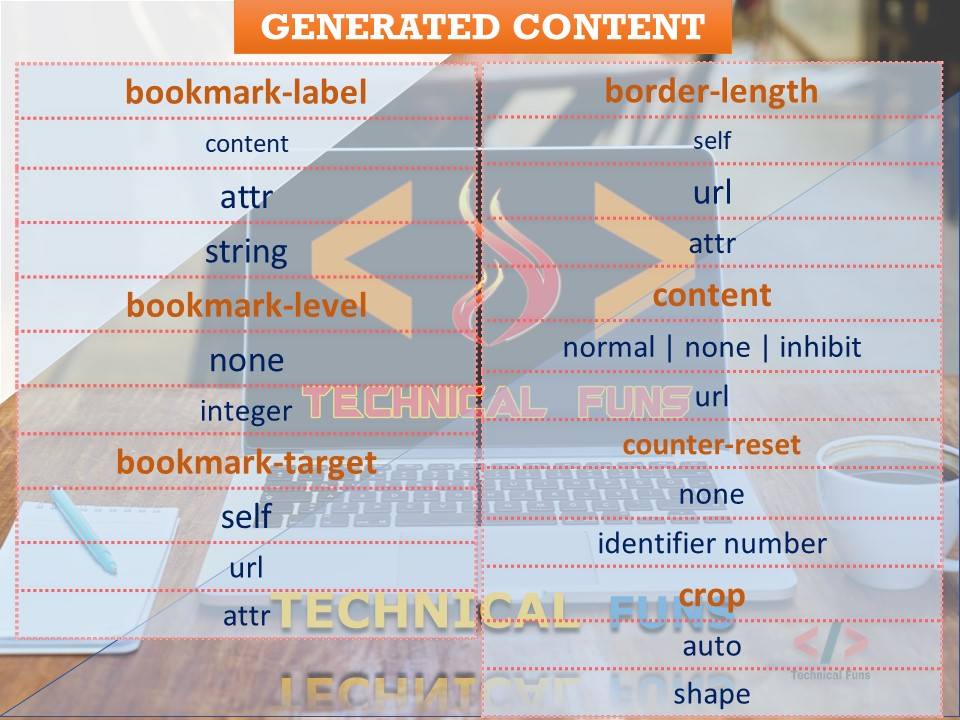 GENERATED CONTENT
bookmark-label
content
attr
string
bookmark-level
none
integer
bookmark-target
self
url
attr
border-length
self
url
attr
content
normal | none | inhibit
url
counter-reset
none
identifier number
crop
auto
shape
TECHNICAL FUNS
TECHNICAL FUNS
TECHNICAL FUNS
</>
Technical Funs